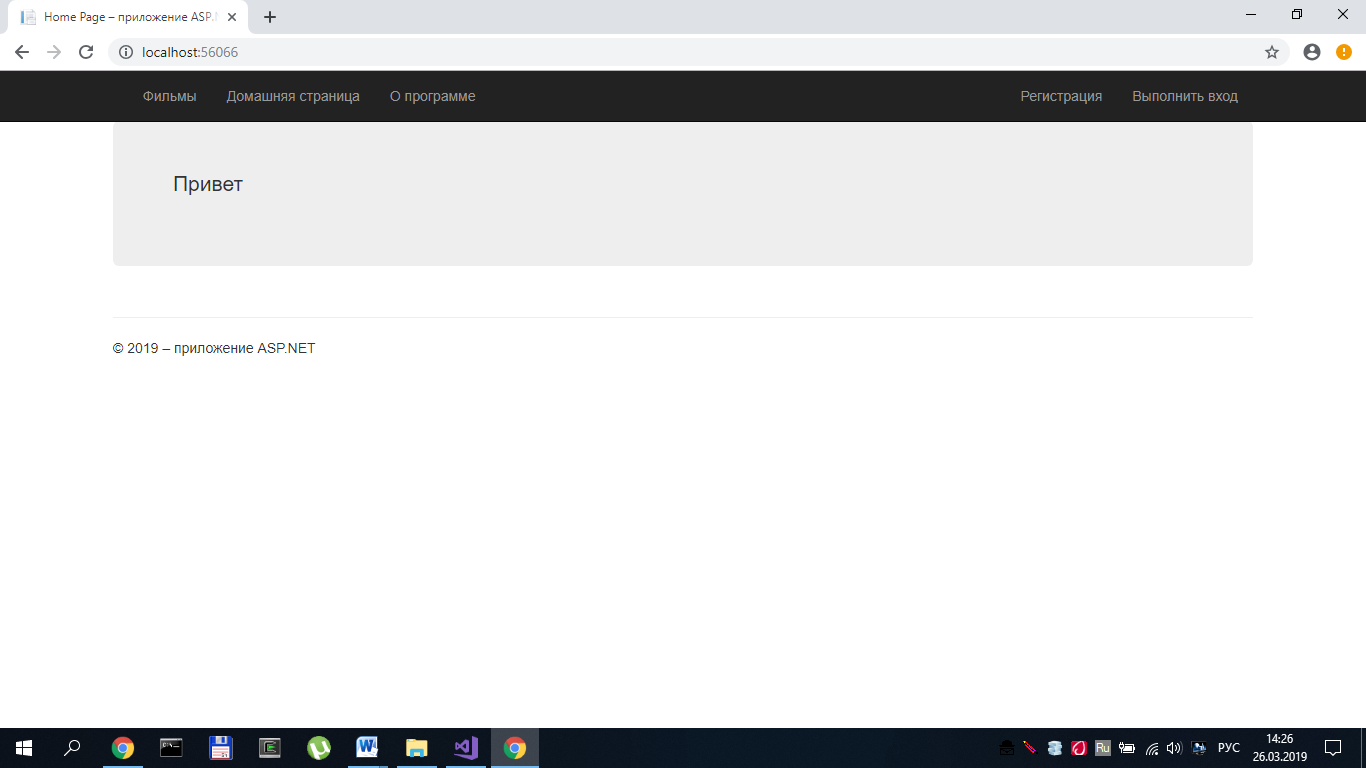 Home Page – приложение ASP.N
localhost:56066
Фильмы Домашняя страница О программе Регистрация Выполнить вход
Привет
© 2019 – приложение ASP.NET
Ru РУС 14:26
26.03.2019